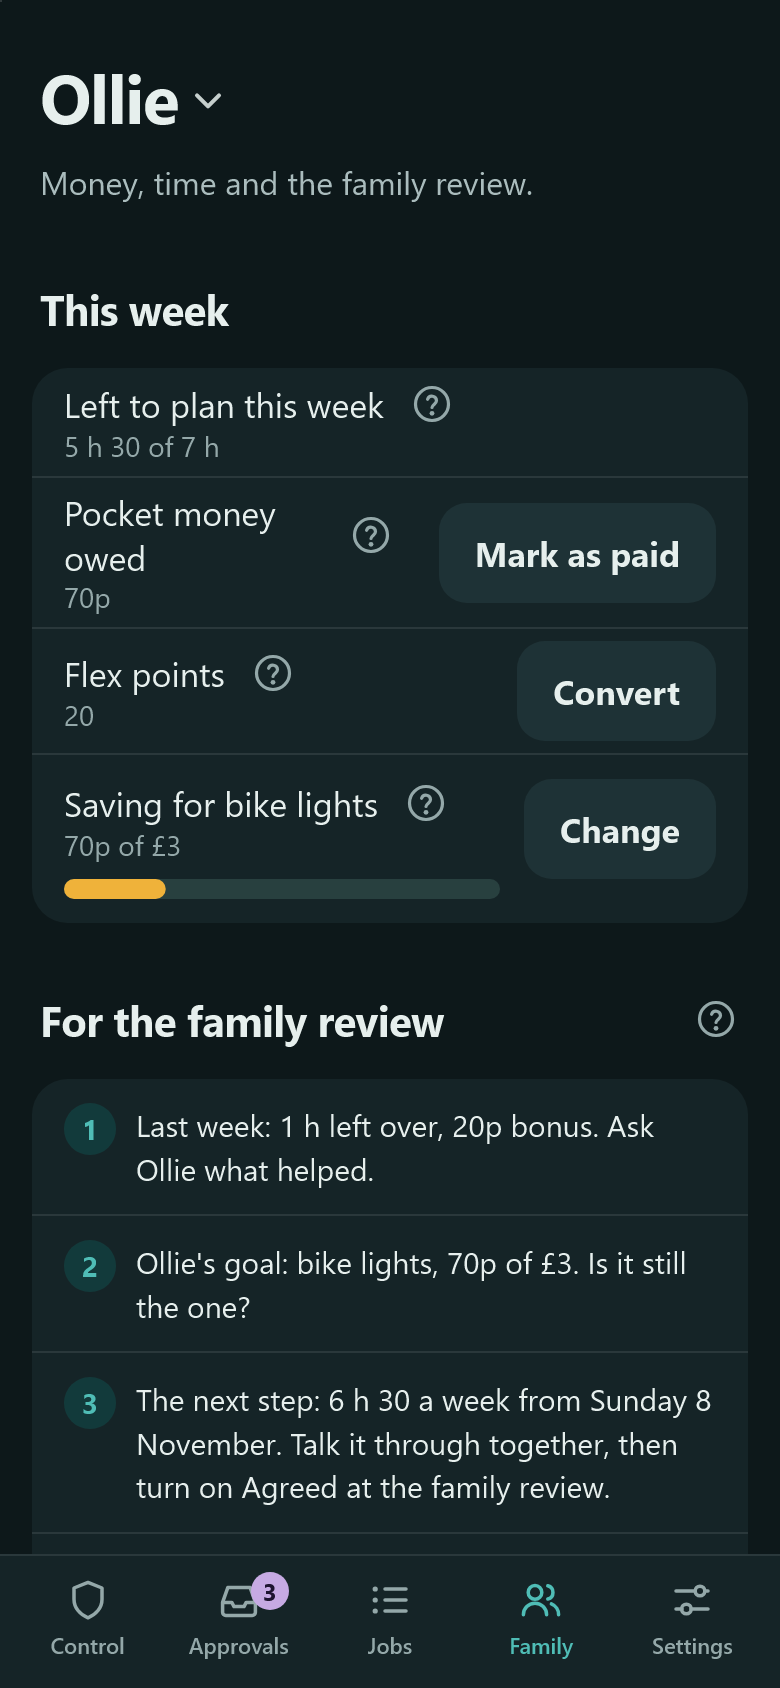 Ollie
Money, time and the family review.
This week
Left to plan this week
5 h 30 of 7 h
Pocket money
owed
70p
Mark as paid
Flex points
20
Convert
Saving for bike lights
70p of £3
Change
For the family review
1
Last week: 1 h left over, 20p bonus. Ask
Ollie what helped.
2
Ollie's goal: bike lights, 70p of £3. Is it still
the one?
3
The next step: 6 h 30 a week from Sunday 8
November. Talk it through together, then
turn on Agreed at the family review.
Control
3
Approvals
Jobs
Family
Settings